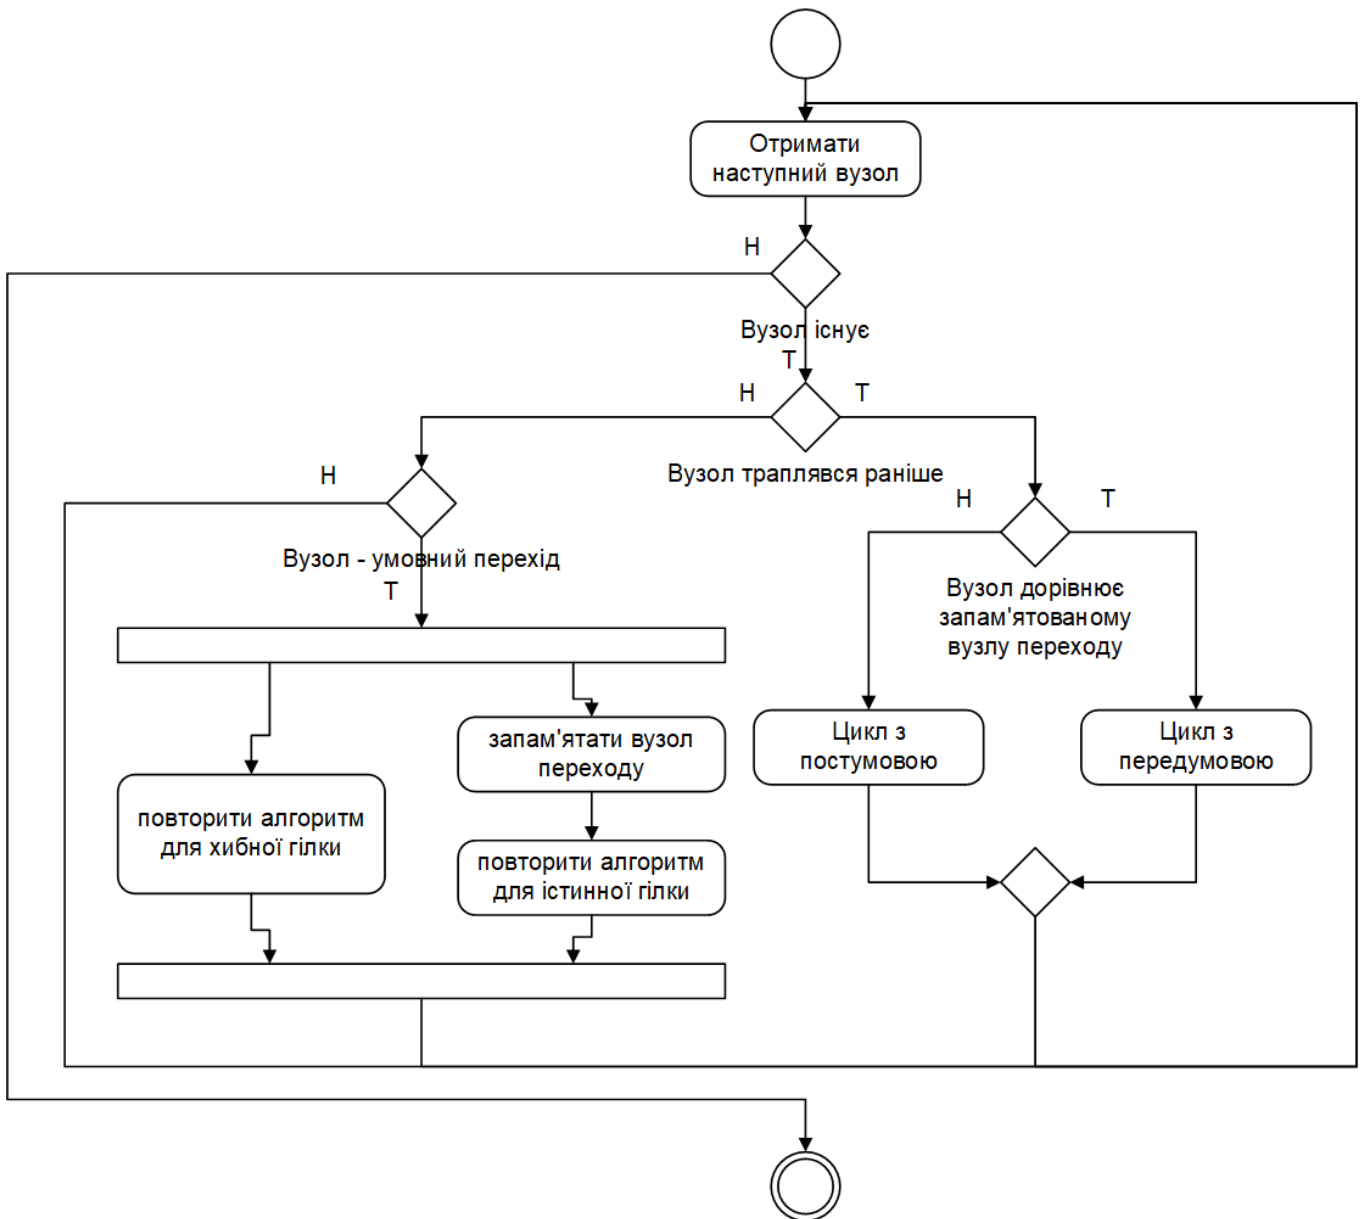 Отримати
наступний вузол
Н
Вузол існує
Т
Н
Т
Вузол траплявся раніше
Н
Вузол - умовний перехід
Т
Н
Т
Вузол дорівнює
запам'ятованому
вузлу переходу
запам'ятати вузол
переходу
Цикл з
постумовою
Цикл з
передумовою
повторити алгоритм
для хибної гілки
повторити алгоритм
для істинної гілки